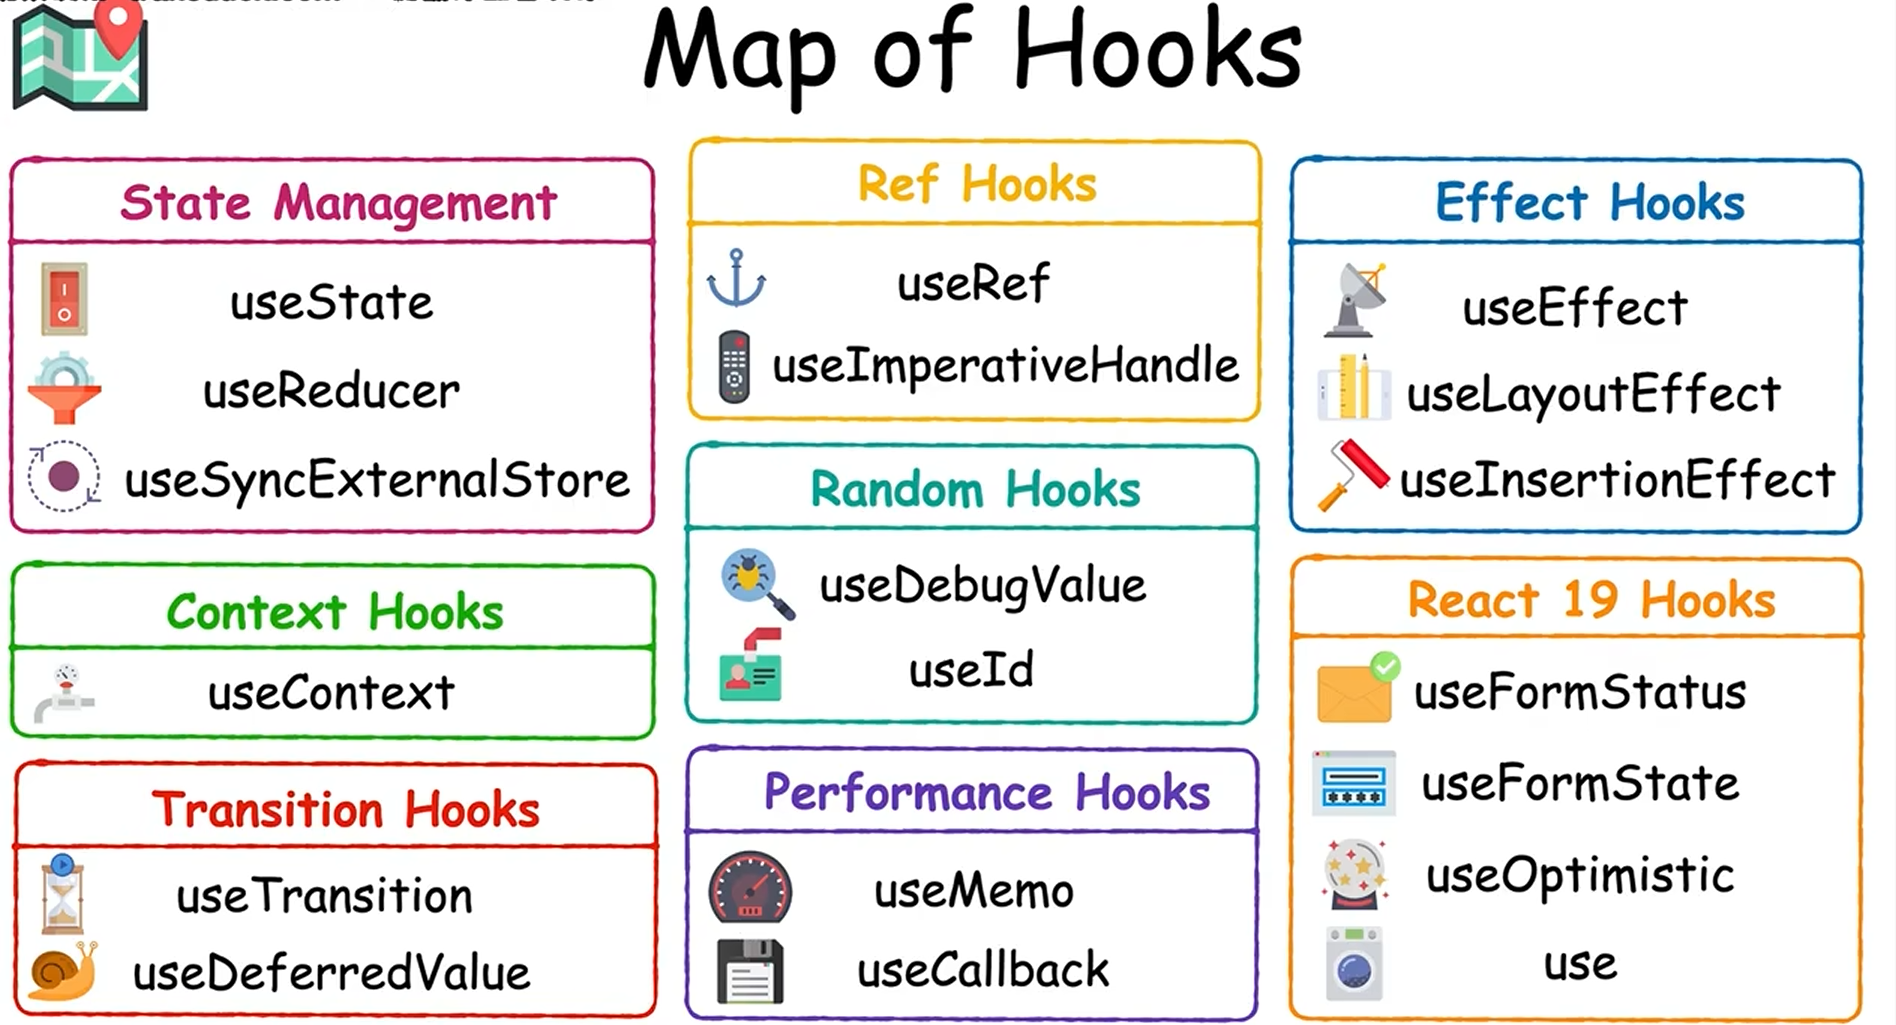 Map of Hooks
State Management
useState
useReducer
useSyncExternalStore
Context Hooks
useContext
Transition Hooks
useTransition
useDeferredValue
Ref Hooks
useRef
useImperativeHandle
Random Hooks
useDebugValue
useId
Performance Hooks
useMemo
useCallback
Effect Hooks
useEffect
useLayoutEffect
useInsertionEffect
React 19 Hooks
useFormStatus
useFormState
useOptimistic
use